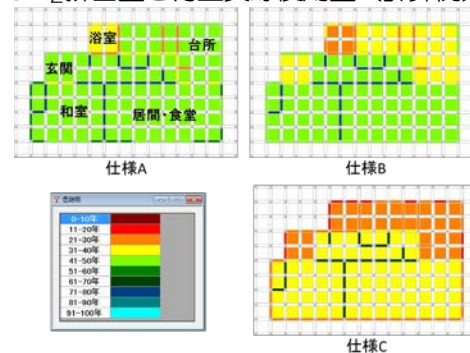 浴室
台所
玄関
和室
居間・食堂
仕様A
仕様B
色説明
0-10年
11-20年
21-30年
31-40年
41-50年
51-60年
61-70年
71-80年
81-90年
91-100年
仕様C